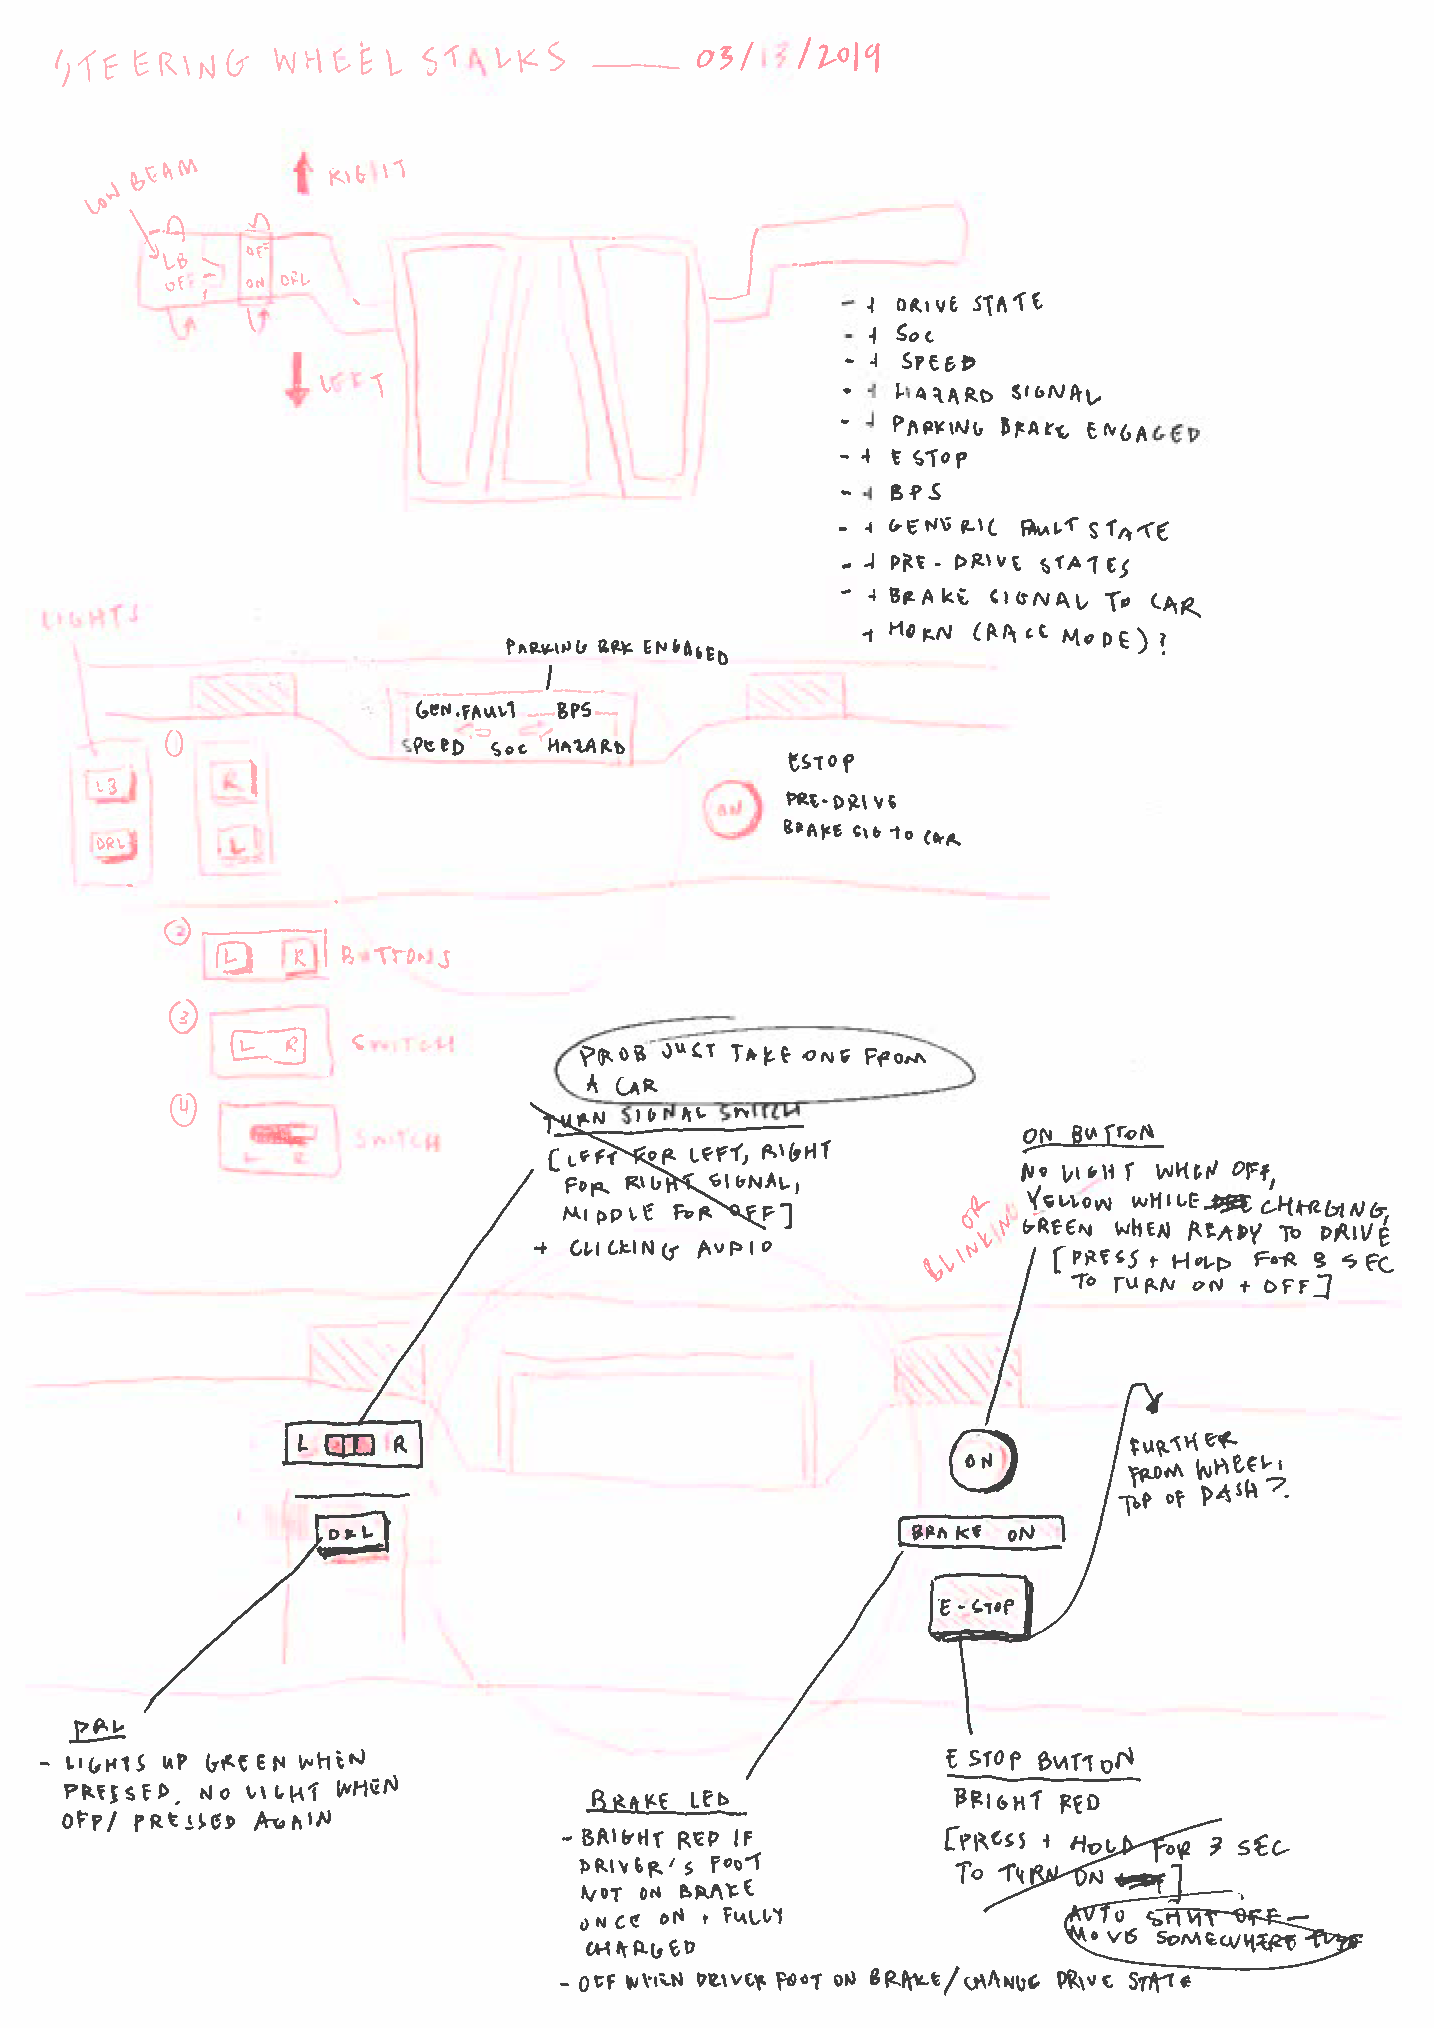 STEERING WHEEL STALKS — 03/13/2019
LOW BEAM
RIGHT
LB
OFF
OFF
ON
DRL
LEFT
- + DRIVE STATE
- + SOC
- + SPEED
- + HAZARD SIGNAL
- + PARKING BRAKE ENGAGED
- + E STOP
- + BPS
- + GENERIC FAULT STATE
- + PRE-DRIVE STATES
- + BRAKE SIGNAL TO CAR
+ HORN (RACE MODE)?
LIGHTS
PARKING BRK ENGAGED
GEN. FAULT BPS
SPEED SOC HAZARD
1
LB
DRL
R
L
ON
ESTOP
PRE-DRIVE
BRAKE SIG TO CAR
2
L R
BUTTONS
3
L R
SWITCH
4
L R
SWITCH
PROB JUST TAKE ONE FROM
A CAR
TURN SIGNAL SWITCH
[LEFT FOR LEFT, RIGHT
FOR RIGHT SIGNAL,
MIDDLE FOR OFF]
+ CLICKING AUDIO
ON BUTTON
NO LIGHT WHEN OFF,
YELLOW WHILE CHARGING,
GREEN WHEN READY TO DRIVE
[PRESS + HOLD FOR 3 SEC
TO TURN ON + OFF]
OR
BLINKING
L R
DRL
ON
BRAKE ON
E-STOP
FURTHER
FROM WHEEL,
TOP OF DASH?
DRL
- LIGHTS UP GREEN WHEN
PRESSED. NO LIGHT WHEN
OFF/ PRESSED AGAIN
BRAKE LED
- BRIGHT RED IF
DRIVER'S FOOT
NOT ON BRAKE
ONCE ON + FULLY
CHARGED
- OFF WHEN DRIVER FOOT ON BRAKE/CHANGE DRIVE STATE
E STOP BUTTON
BRIGHT RED
[PRESS + HOLD FOR 3 SEC
TO TURN ON ]
AUTO SHUT OFF —
MOVE SOMEWHERE